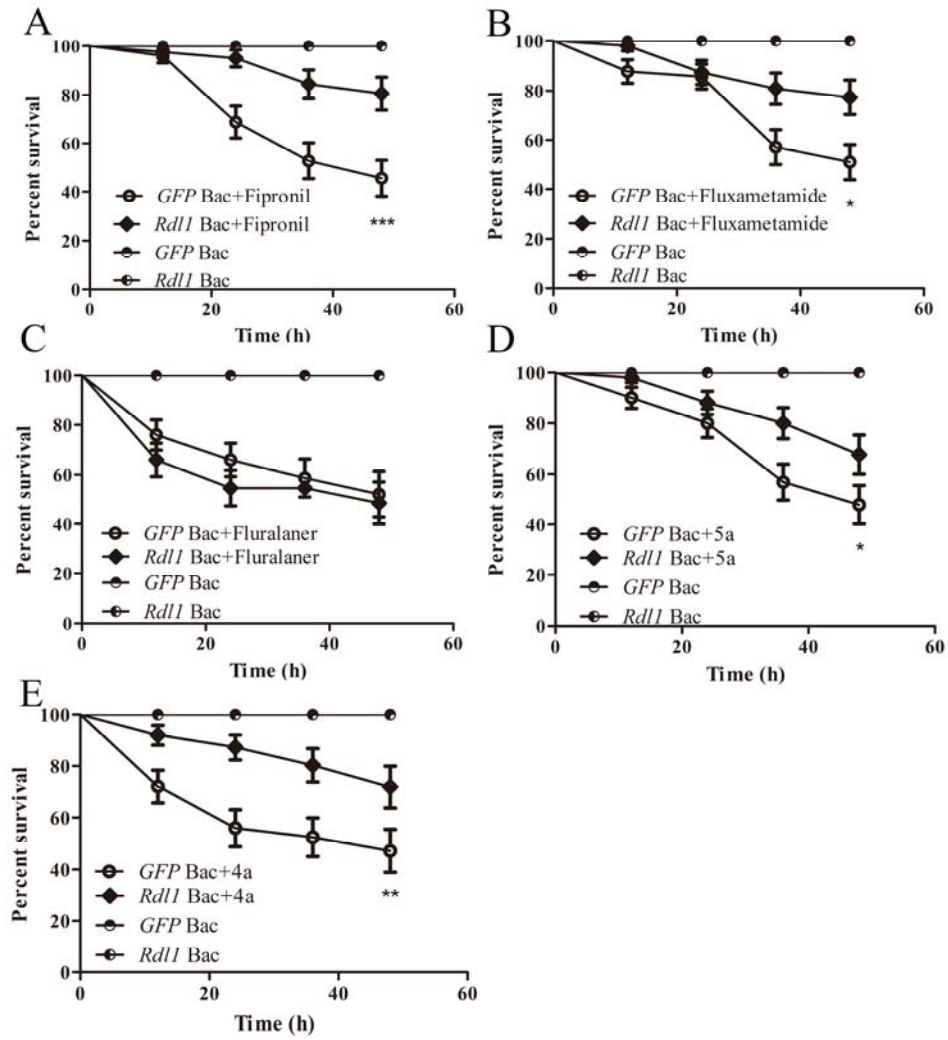 A
Percent survival
100
80
60
40
20
0
GFP Bac+Fipronil
Rdl1 Bac+Fipronil
GFP Bac
Rdl1 Bac
***
0 20 40 60
Time (h)
B
Percent survival
100
80
60
40
20
0
GFP Bac+Fluxametamide
Rdl1 Bac+Fluxametamide
GFP Bac
Rdl1 Bac
*
0 20 40 60
Time (h)
C
Percent survival
100
80
60
40
20
0
GFP Bac+Fluralaner
Rdl1 Bac+Fluralaner
GFP Bac
Rdl1 Bac
0 20 40 60
Time (h)
D
Percent survival
100
80
60
40
20
0
GFP Bac+5a
Rdl1 Bac+5a
GFP Bac
Rdl1 Bac
*
0 20 40 60
Time (h)
E
Percent survival
100
80
60
40
20
0
GFP Bac+4a
Rdl1 Bac+4a
GFP Bac
Rdl1 Bac
**
0 20 40 60
Time (h)